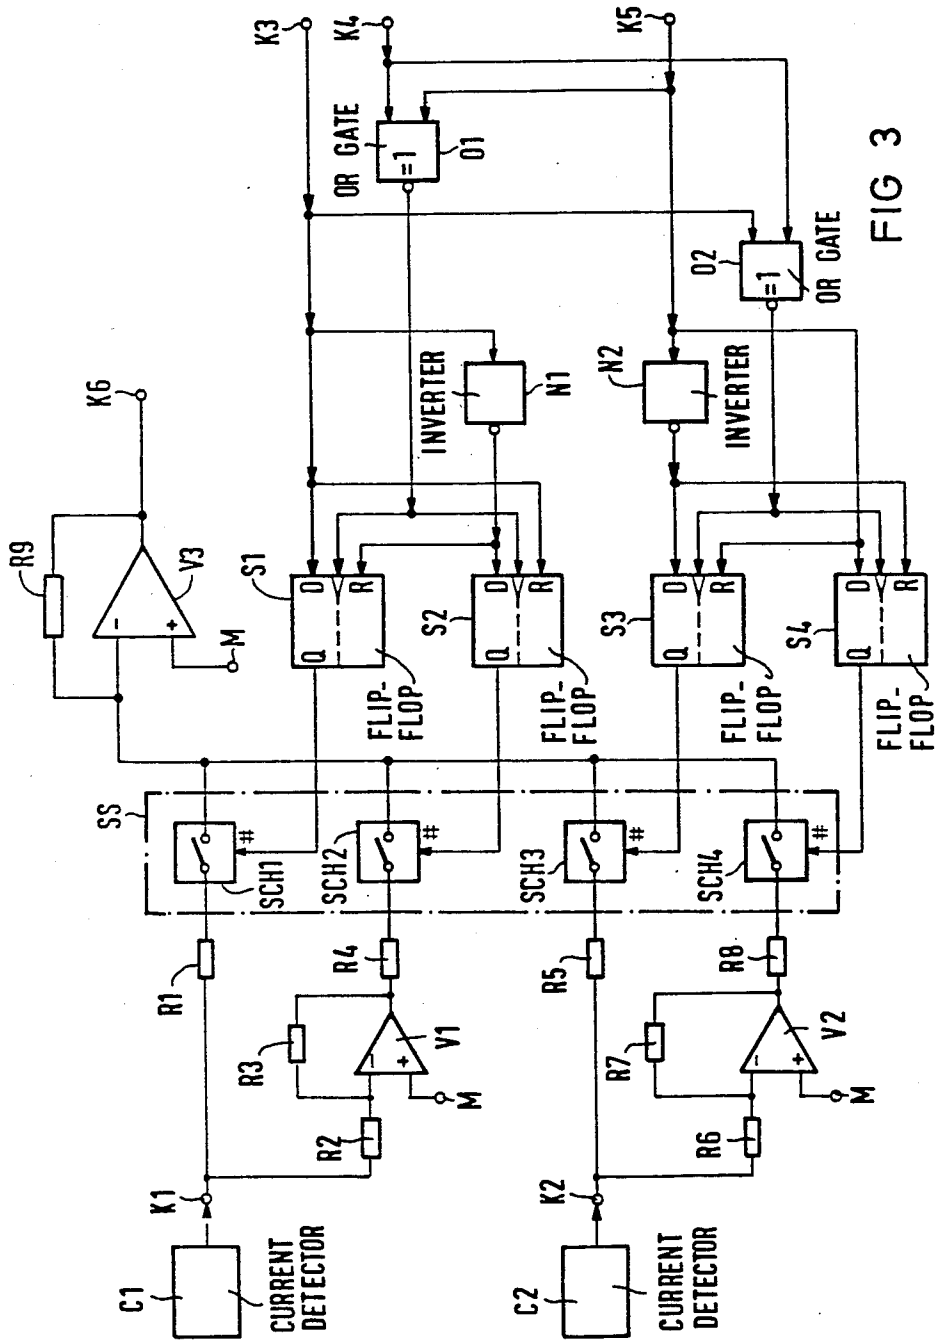 C1
CURRENT
DETECTOR
K1
R1
R2
R3
M
V1
–
+
R4
C2
CURRENT
DETECTOR
K2
R5
R6
R7
M
V2
–
+
R8
SS
SCH1
#
SCH2
#
SCH3
#
SCH4
#
R9
–
+
M
V3
K6
S1
Q
D
R
FLIP-
FLOP
S2
Q
D
R
FLIP-
FLOP
S3
Q
D
R
FLIP-
FLOP
S4
Q
D
R
FLIP-
FLOP
INVERTER
N1
N2
INVERTER
OR GATE
=1
O1
O2
=1
OR GATE
K3
K4
K5
FIG 3